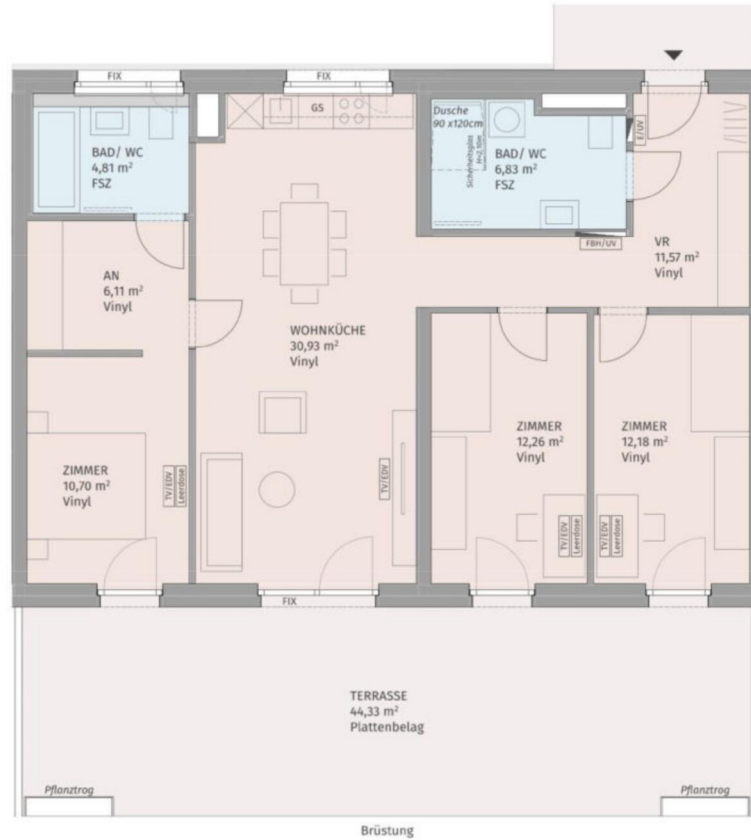 FIX
FIX
GS
BAD/ WC
4,81 m²
FSZ
Dusche
90 x120cm
Sicherheitsglas
H=2,10m
BAD/ WC
6,83 m²
FSZ
E/UV
FBH/UV
VR
11,57 m²
Vinyl
AN
6,11 m²
Vinyl
WOHNKÜCHE
30,93 m²
Vinyl
ZIMMER
10,70 m²
Vinyl
TV/EDV
Leerdose
TV/EDV
ZIMMER
12,26 m²
Vinyl
TV/EDV
Leerdose
ZIMMER
12,18 m²
Vinyl
TV/EDV
Leerdose
FIX
TERRASSE
44,33 m²
Plattenbelag
Pflanztrog
Pflanztrog
Brüstung